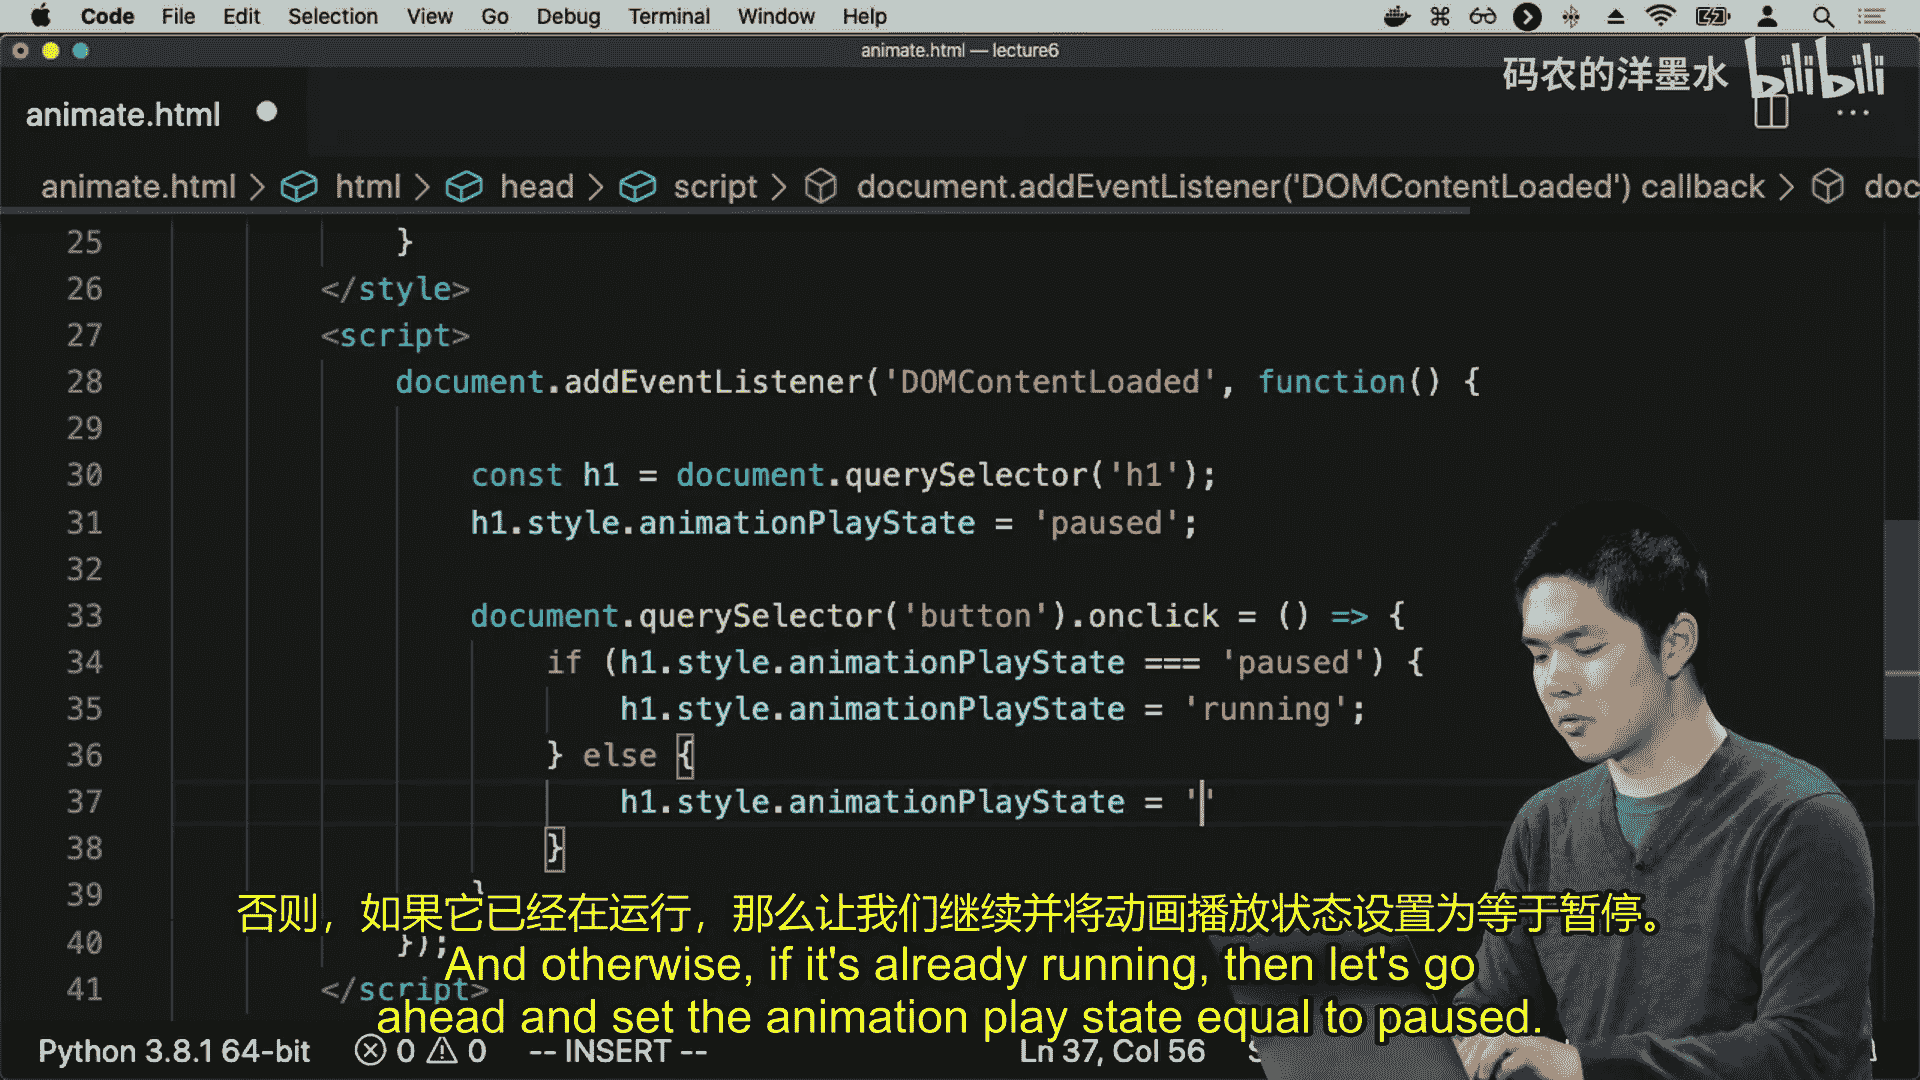 Code File Edit Selection View Go Debug Terminal Window Help
animate.html — lecture6
码农的洋墨水 bilibili
animate.html
animate.html > html > head > script > document.addEventListener('DOMContentLoaded') callback > doc
25 }
26 </style>
27 <script>
28 document.addEventListener('DOMContentLoaded', function() {
29
30 const h1 = document.querySelector('h1');
31 h1.style.animationPlayState = 'paused';
32
33 document.querySelector('button').onclick = () => {
34 if (h1.style.animationPlayState === 'paused') {
35 h1.style.animationPlayState = 'running';
36 } else {
37 h1.style.animationPlayState = ''
38 }
39 }
否则，如果它已经在运行，那么让我们继续并将动画播放状态设置为等于暂停。
40 });
And otherwise, if it's already running, then let's go
41 </script>
ahead and set the animation play state equal to paused.
Python 3.8.1 64-bit 0 0 -- INSERT -- Ln 37, Col 56